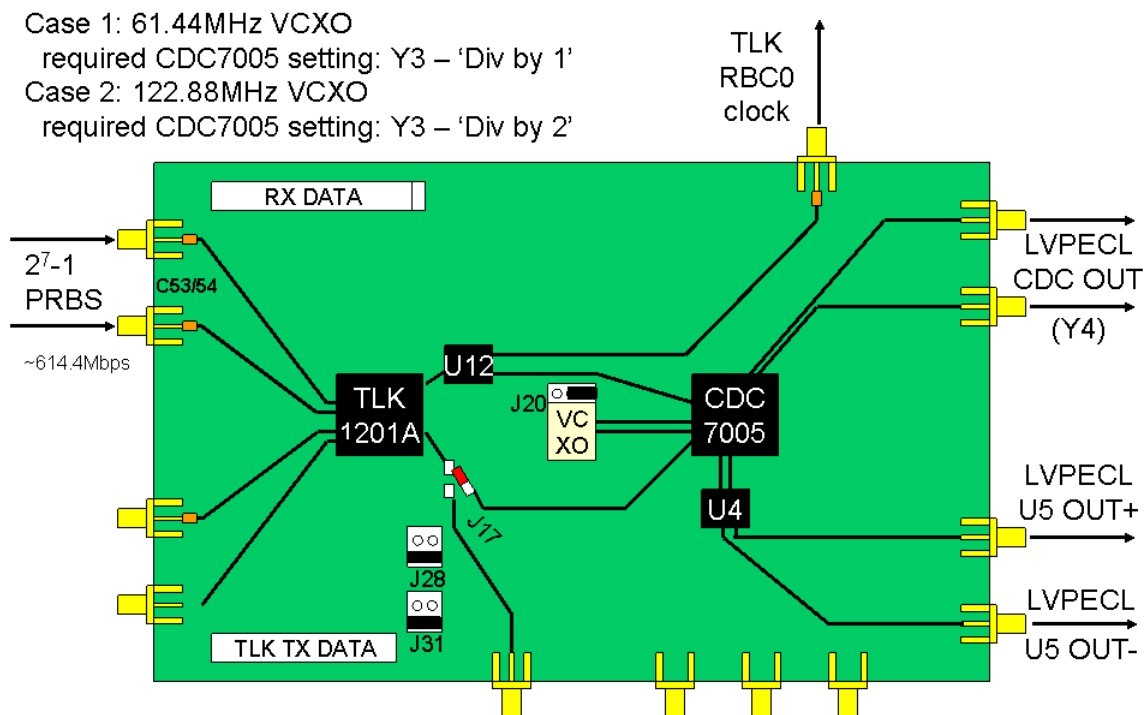 Case 1: 61.44MHz VCXO
required CDC7005 setting: Y3 – ‘Div by 1’
Case 2: 122.88MHz VCXO
required CDC7005 setting: Y3 – ‘Div by 2’
TLK
RBC0
clock
RX DATA
2⁷-1
PRBS
~614.4Mbps
C53/54
LVPECL
CDC OUT
(Y4)
U12
TLK
1201A
J20
VC
XO
CDC
7005
U4
J17
J28
J31
TLK TX DATA
LVPECL
U5 OUT+
LVPECL
U5 OUT-